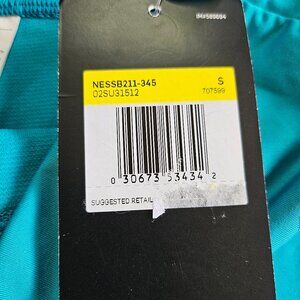 NESSB211-345 S
02SU31512 707599
0 30673 53434 2
SUGGESTED RETAIL